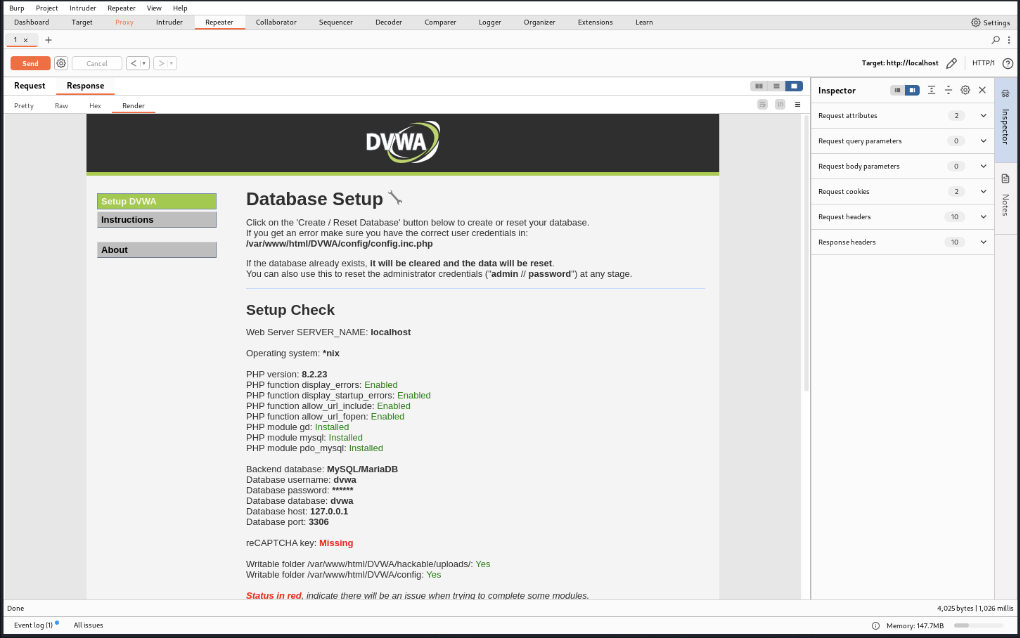 Burp Project Intruder Repeater View Help
Dashboard Target Proxy Intruder Repeater Collaborator Sequencer Decoder Comparer Logger Organizer Extensions Learn Settings
1 × +
Send Cancel < > Target: http://localhost HTTP/1 ?
Request Response
Pretty Raw Hex Render
DVWA
Setup DVWA
Instructions
About
Database Setup
Click on the 'Create / Reset Database' button below to create or reset your database.
If you get an error make sure you have the correct user credentials in:
/var/www/html/DVWA/config/config.inc.php
If the database already exists, it will be cleared and the data will be reset.
You can also use this to reset the administrator credentials ("admin // password") at any stage.
Setup Check
Web Server SERVER_NAME: localhost
Operating system: *nix
PHP version: 8.2.23
PHP function display_errors: Enabled
PHP function display_startup_errors: Enabled
PHP function allow_url_include: Enabled
PHP function allow_url_fopen: Enabled
PHP module gd: Installed
PHP module mysql: Installed
PHP module pdo_mysql: Installed
Backend database: MySQL/MariaDB
Database username: dvwa
Database password: ******
Database database: dvwa
Database host: 127.0.0.1
Database port: 3306
reCAPTCHA key: Missing
Writable folder /var/www/html/DVWA/hackable/uploads/: Yes
Writable folder /var/www/html/DVWA/config: Yes
Status in red, indicate there will be an issue when trying to complete some modules.
Inspector
Request attributes 2
Request query parameters 0
Request body parameters 0
Request cookies 2
Request headers 10
Response headers 10
Inspector
Notes
Done 4,025 bytes | 1,026 millis
Event log (1) All issues Memory: 147.7MB